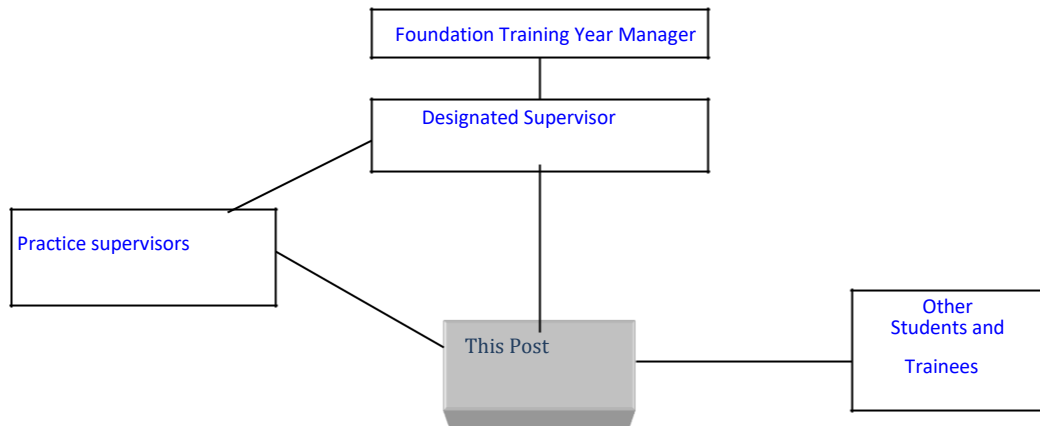 Foundation Training Year Manager
Designated Supervisor
Practice supervisors
Other
Students and
Trainees
This Post